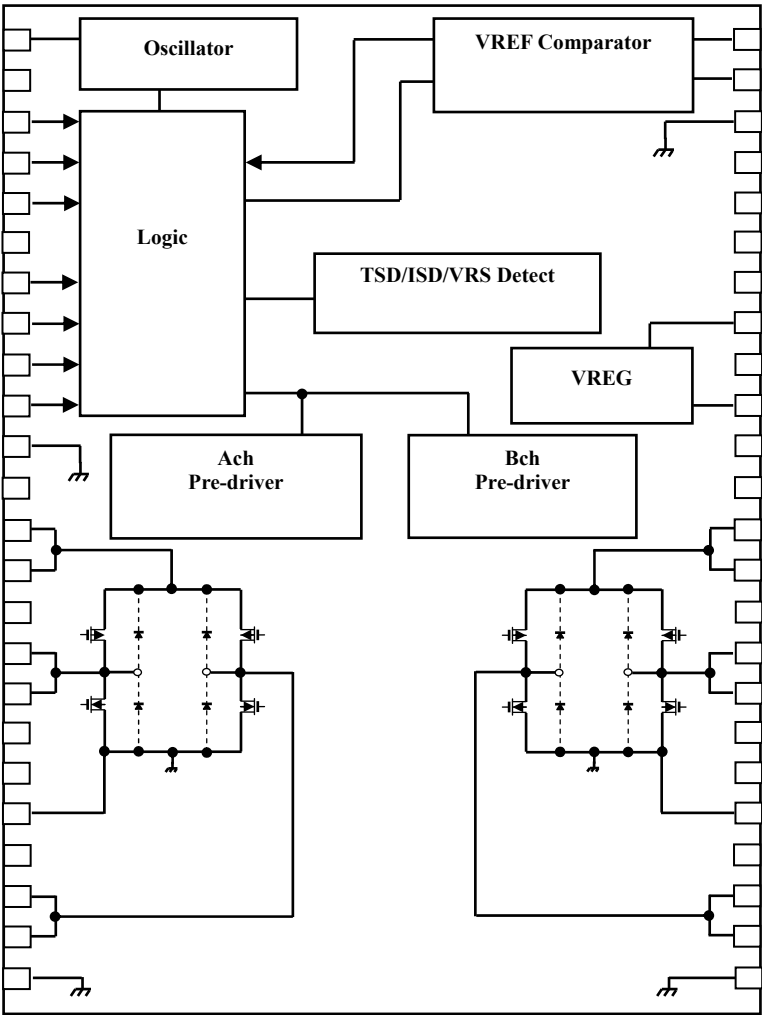 Oscillator
VREF Comparator
Logic
TSD/ISD/VRS Detect
VREG
Ach
Pre-driver
Bch
Pre-driver